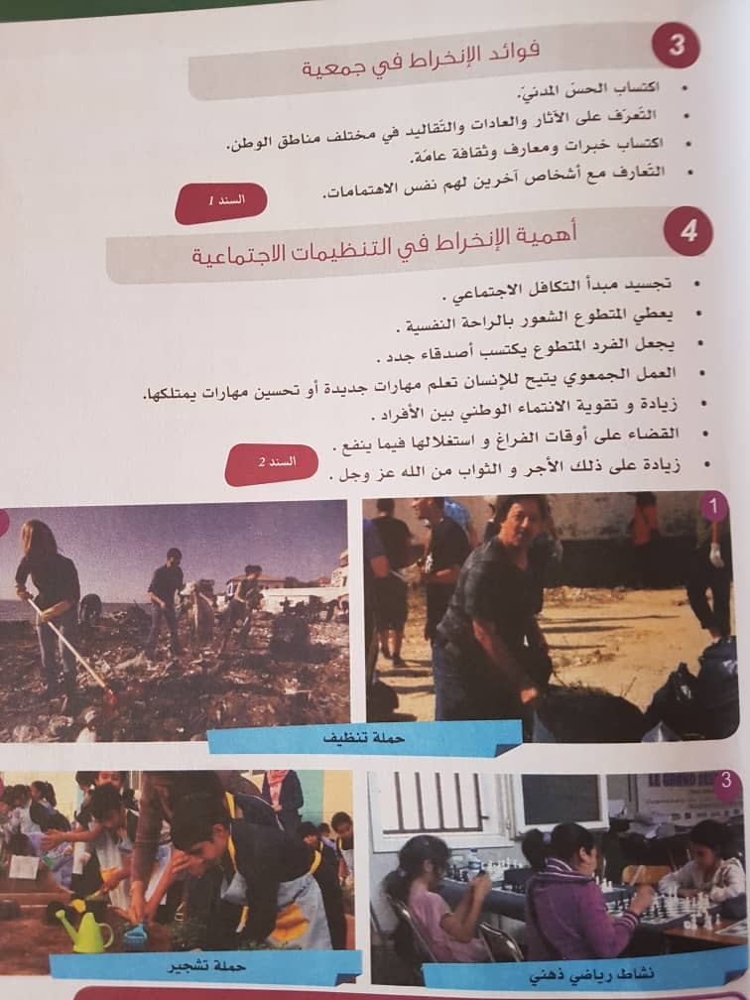 3
فوائد الإنخراط في جمعية
• اكتساب الحسّ المدنيّ.
• التّعرّف على الآثار والعادات والتّقاليد في مختلف مناطق الوطن.
• اكتساب خبرات ومعارف وثقافة عامّة.
• التّعارف مع أشخاص آخرين لهم نفس الاهتمامات.
السند 1
4
أهمية الإنخراط في التنظيمات الاجتماعية
• تجسيد مبدأ التكافل الاجتماعي .
• يعطي المتطوع الشعور بالراحة النفسية .
• يجعل الفرد المتطوع يكتسب أصدقاء جدد .
• العمل الجمعوي يتيح للإنسان تعلم مهارات جديدة أو تحسين مهارات يمتلكها.
• زيادة و تقوية الانتماء الوطني بين الأفراد .
• القضاء على أوقات الفراغ و استغلالها فيما ينفع .
• زيادة على ذلك الأجر و الثواب من الله عز وجل .
السند 2
1
حملة تنظيف
3
LE GRAND
نشاط رياضي ذهني
حملة تشجير